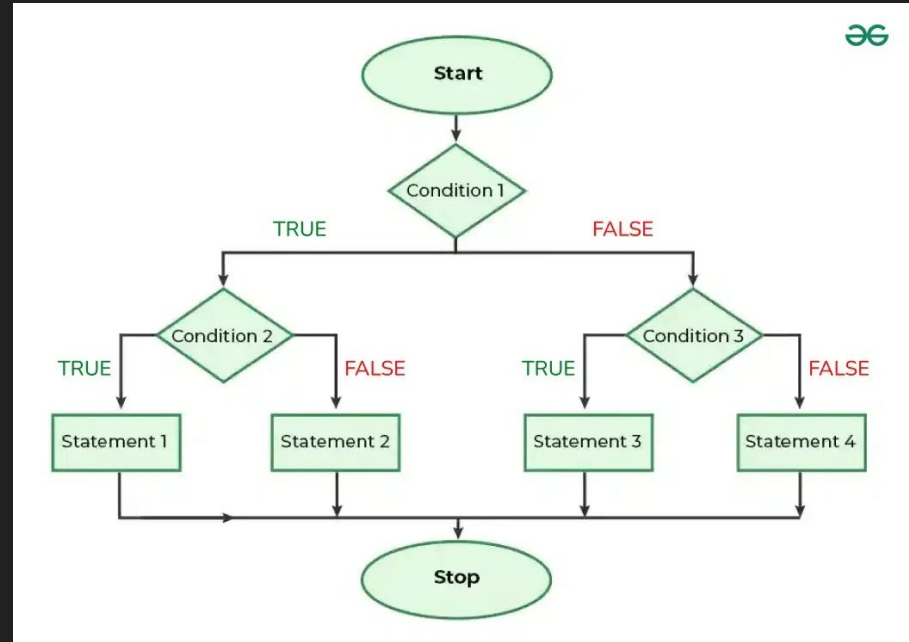 Start
Condition 1
TRUE
FALSE
Condition 2
Condition 3
TRUE
FALSE
TRUE
FALSE
Statement 1
Statement 2
Statement 3
Statement 4
Stop